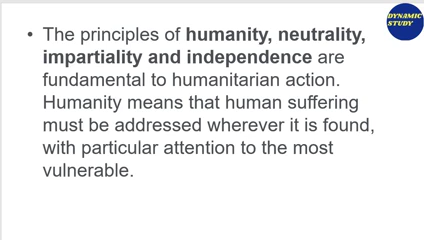 DYNAMIC
STUDY
• The principles of humanity, neutrality,
impartiality and independence are
fundamental to humanitarian action.
Humanity means that human suffering
must be addressed wherever it is found,
with particular attention to the most
vulnerable.